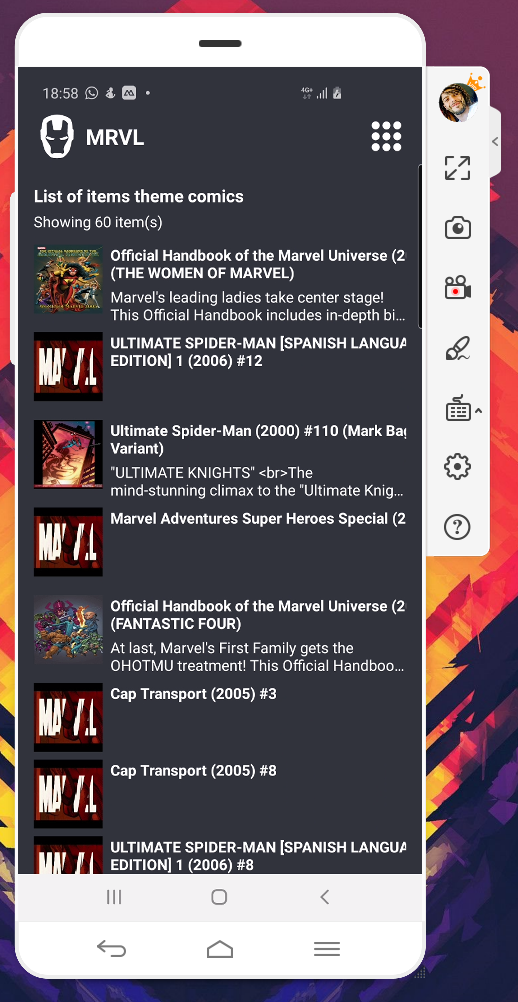 18:58
4G+
MRVL
List of items theme comics
Showing 60 item(s)
Official Handbook of the Marvel Universe (2
(THE WOMEN OF MARVEL)
Marvel's leading ladies take center stage!
This Official Handbook includes in-depth bi...
ULTIMATE SPIDER-MAN [SPANISH LANGUA
EDITION] 1 (2006) #12
Ultimate Spider-Man (2000) #110 (Mark Bag
Variant)
"ULTIMATE KNIGHTS" <br>The
mind-stunning climax to the "Ultimate Knig...
Marvel Adventures Super Heroes Special (2
Official Handbook of the Marvel Universe (2
(FANTASTIC FOUR)
At last, Marvel's First Family gets the
OHOTMU treatment! This Official Handboo...
Cap Transport (2005) #3
Cap Transport (2005) #8
ULTIMATE SPIDER-MAN [SPANISH LANGUA
EDITION] 1 (2006) #8